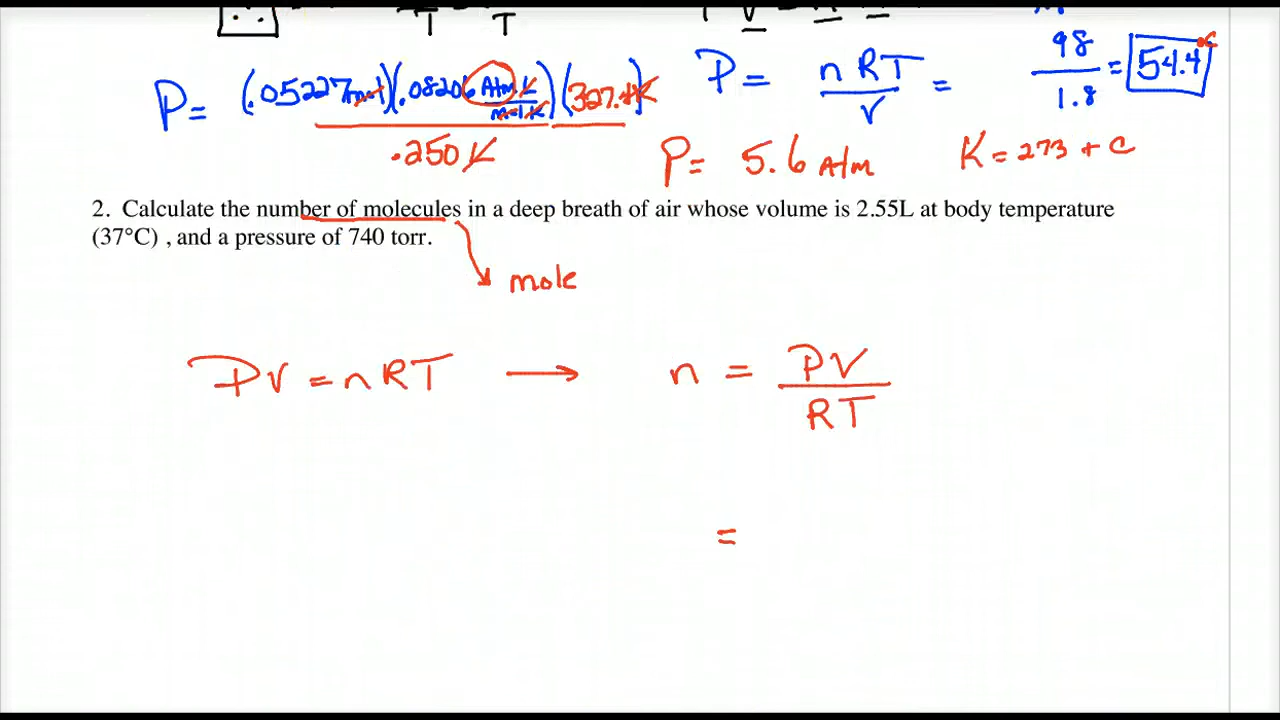 T T P V
98
P = (.05227 mol)(.08206 Atm·L)(327.4K) P = nRT = = 54.4°C
mol·K V 1.8
.250 L P = 5.6 Atm K = 273 + C
2. Calculate the number of molecules in a deep breath of air whose volume is 2.55L at body temperature
(37°C) , and a pressure of 740 torr.
mole
PV = nRT → n = PV
RT
=